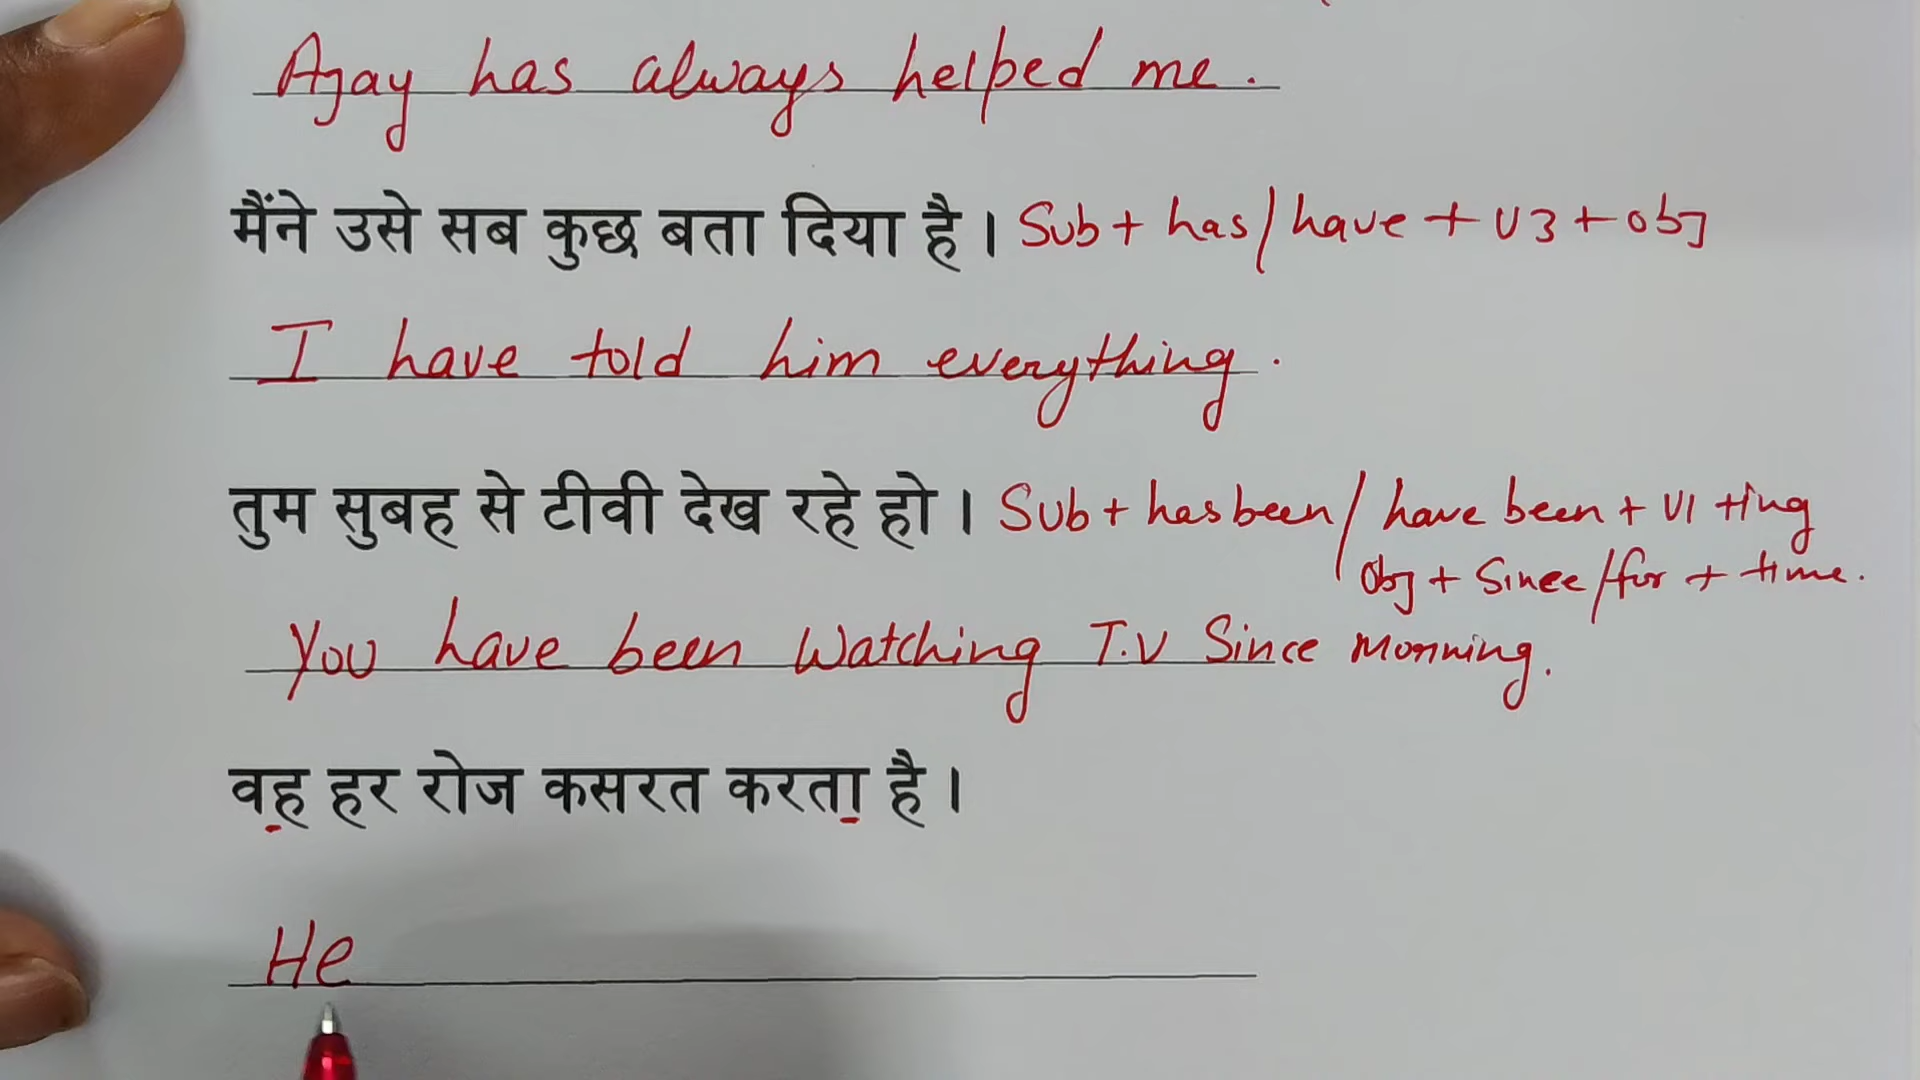 Ajay has always helped me.
मैंने उसे सब कुछ बता दिया है। Sub + has/have + V3 + obj
I have told him everything.
तुम सुबह से टीवी देख रहे हो। Sub + has been/have been + V1 + ing
Obj + Since/for + time.
You have been Watching T.V Since Morning.
वह हर रोज कसरत करता है।
He